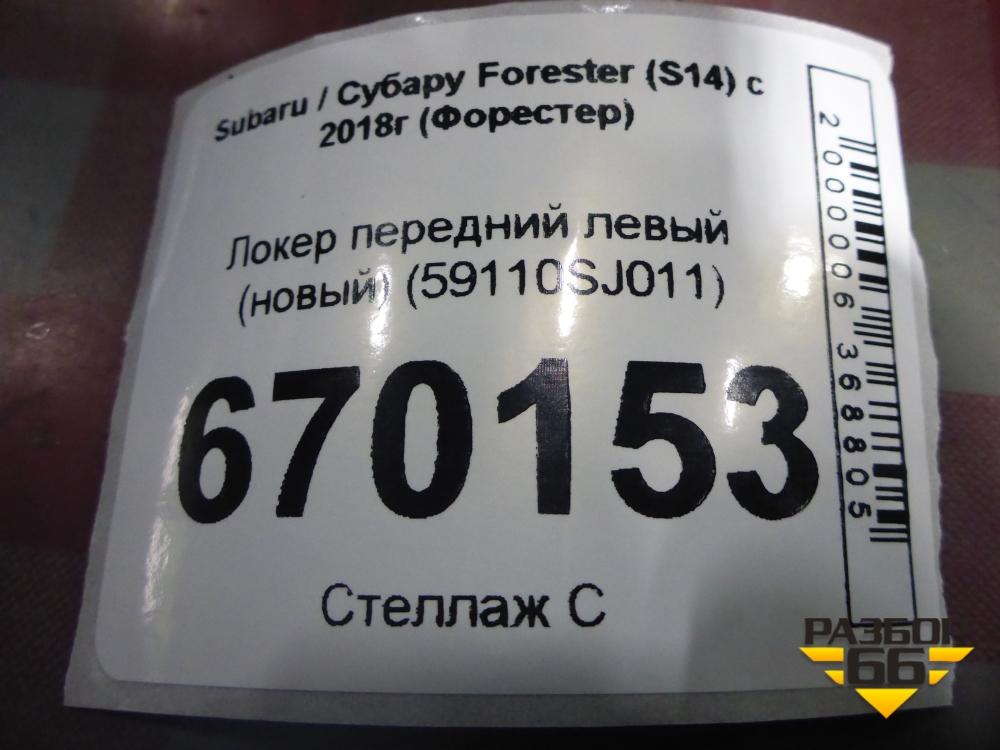 Subaru / Субару Forester (S14) с
2018г (Форестер)
Локер передний левый
(новый) (59110SJ011)
670153
Стеллаж С
2000006368805
РАЗБОР
66